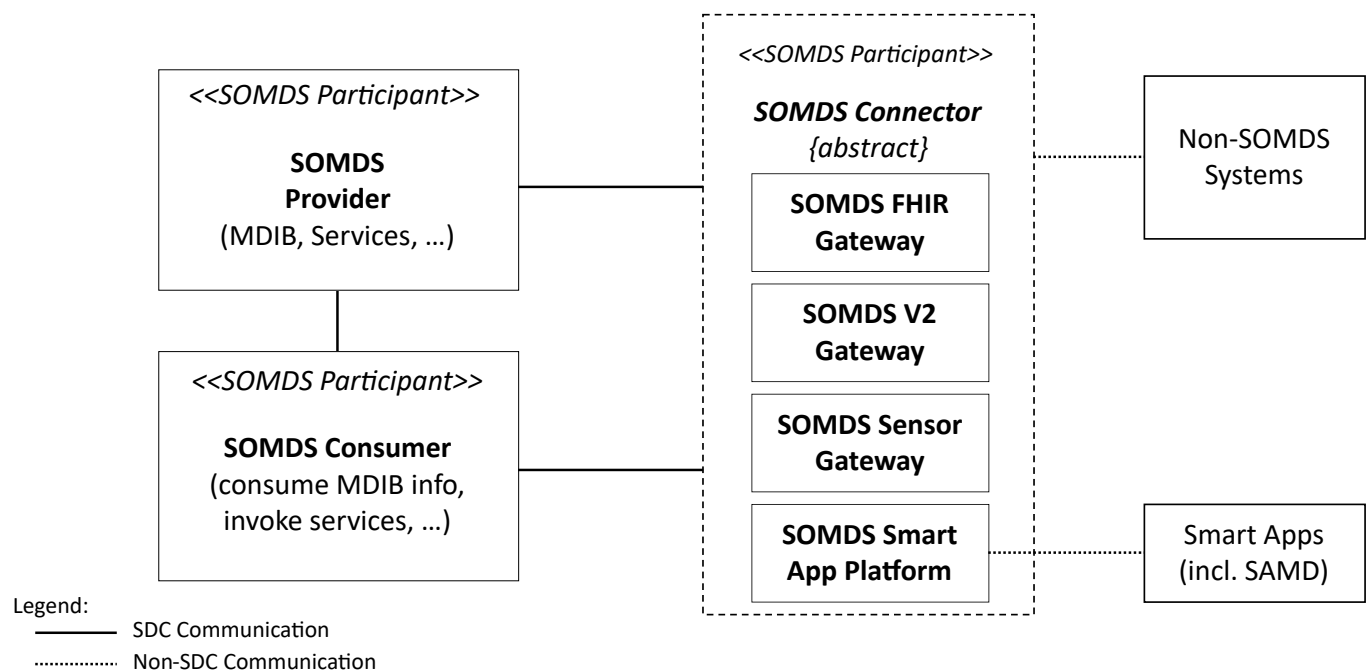 <<SOMDS Participant>>
SOMDS
Provider
(MDIB, Services, …)
<<SOMDS Participant>>
SOMDS Consumer
(consume MDIB info,
invoke services, …)
<<SOMDS Participant>>
SOMDS Connector
{abstract}
SOMDS FHIR
Gateway
SOMDS V2
Gateway
SOMDS Sensor
Gateway
SOMDS Smart
App Platform
Non-SOMDS
Systems
Smart Apps
(incl. SAMD)
Legend:
SDC Communication
Non-SDC Communication